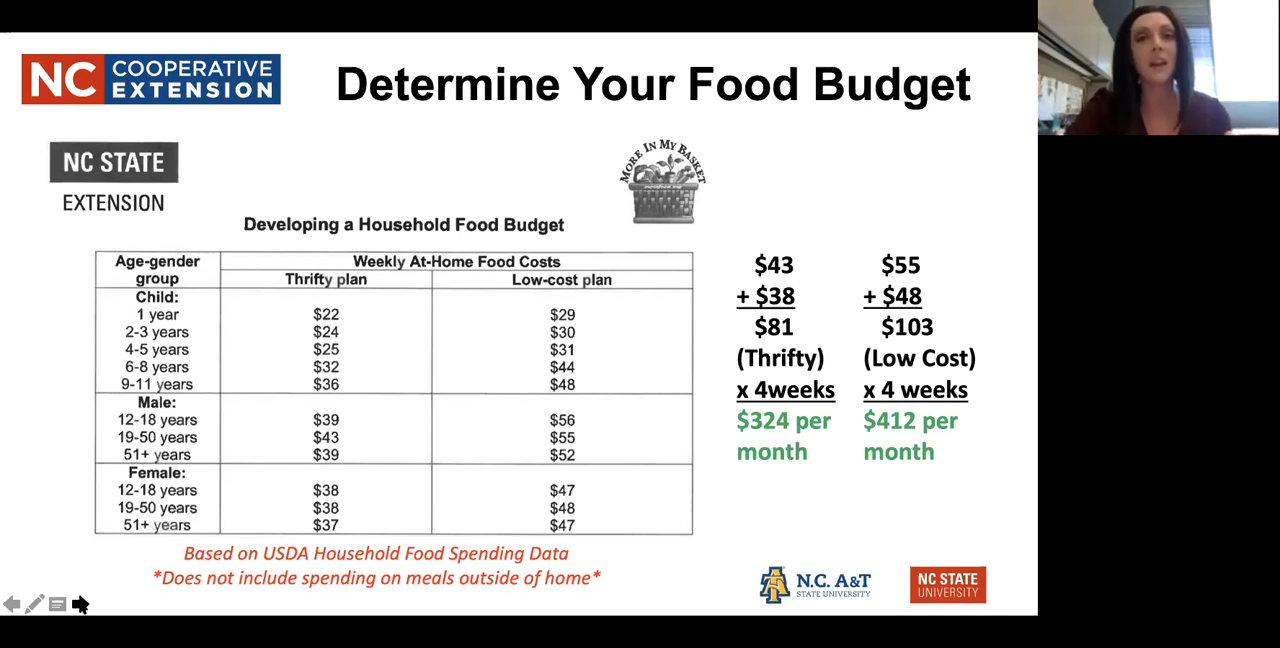 NC COOPERATIVE EXTENSION
Determine Your Food Budget
NC STATE
EXTENSION
MORE IN MY BASKET
Developing a Household Food Budget
Age-gender group Weekly At-Home Food Costs
Thrifty plan Low-cost plan
Child:
1 year $22 $29
2-3 years $24 $30
4-5 years $25 $31
6-8 years $32 $44
9-11 years $36 $48
Male:
12-18 years $39 $56
19-50 years $43 $55
51+ years $39 $52
Female:
12-18 years $38 $47
19-50 years $38 $48
51+ years $37 $47
Based on USDA Household Food Spending Data
*Does not include spending on meals outside of home*
$43
+ $38
$81
(Thrifty)
x 4weeks
$324 per
month
$55
+ $48
$103
(Low Cost)
x 4 weeks
$412 per
month
N.C. A&T
STATE UNIVERSITY
NC STATE
UNIVERSITY